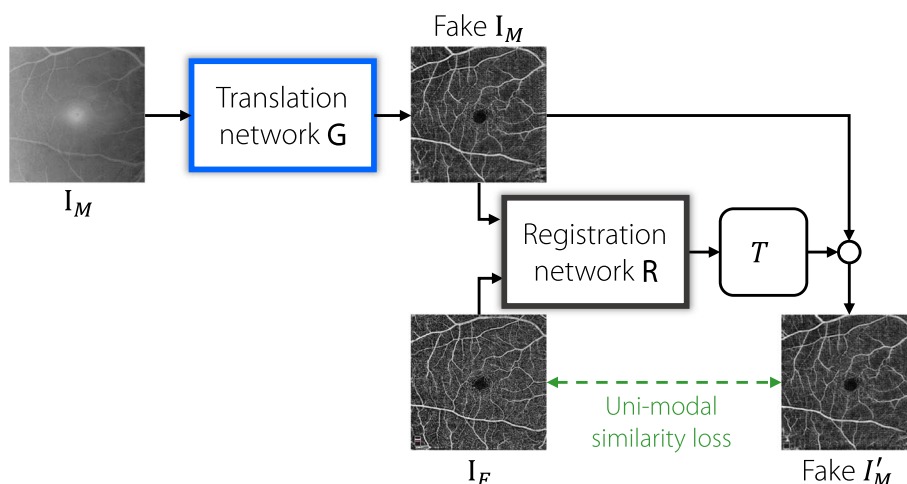 Fake I_M
Translation
network G
I_M
Registration
network R
T
Uni-modal
similarity loss
I_F
Fake I'_M